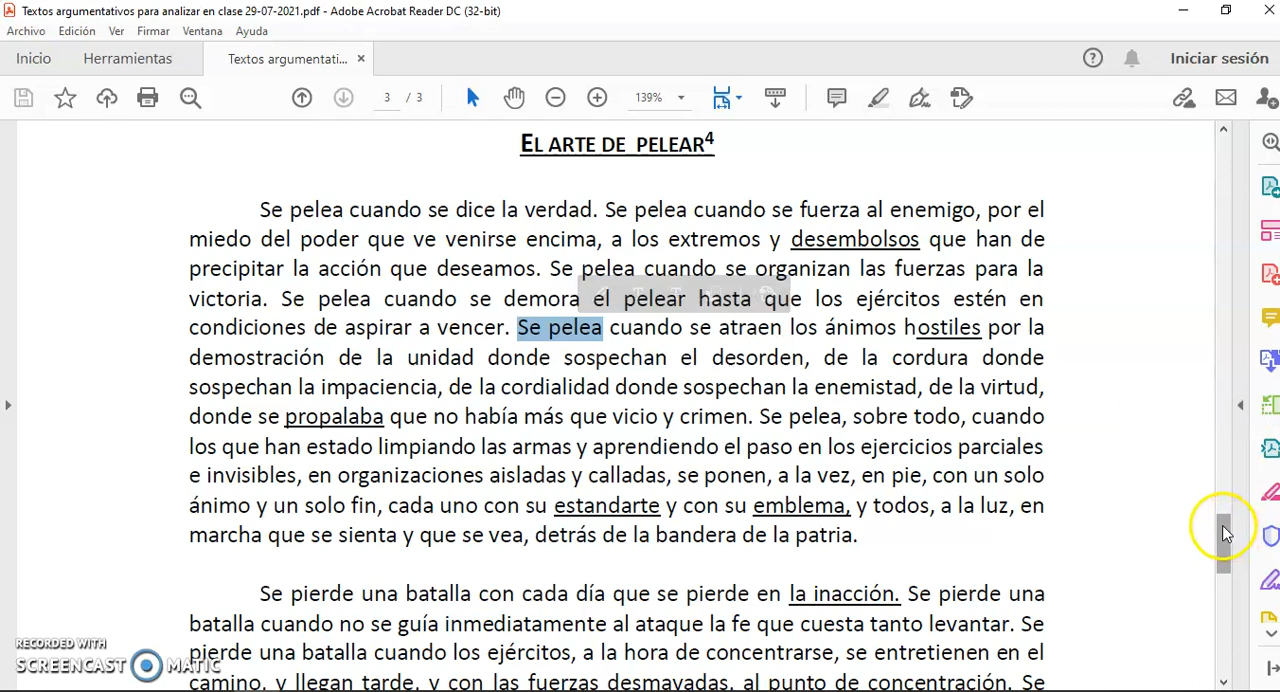 Textos argumentativos para analizar en clase 29-07-2021.pdf - Adobe Acrobat Reader DC (32-bit)
Archivo Edición Ver Firmar Ventana Ayuda
Inicio Herramientas Textos argumentati... × Iniciar sesión
3 / 3 139%
EL ARTE DE PELEAR4
Se pelea cuando se dice la verdad. Se pelea cuando se fuerza al enemigo, por el
miedo del poder que ve venirse encima, a los extremos y desembolsos que han de
precipitar la acción que deseamos. Se pelea cuando se organizan las fuerzas para la
victoria. Se pelea cuando se demora el pelear hasta que los ejércitos estén en
condiciones de aspirar a vencer. Se pelea cuando se atraen los ánimos hostiles por la
demostración de la unidad donde sospechan el desorden, de la cordura donde
sospechan la impaciencia, de la cordialidad donde sospechan la enemistad, de la virtud,
donde se propalaba que no había más que vicio y crimen. Se pelea, sobre todo, cuando
los que han estado limpiando las armas y aprendiendo el paso en los ejercicios parciales
e invisibles, en organizaciones aisladas y calladas, se ponen, a la vez, en pie, con un solo
ánimo y un solo fin, cada uno con su estandarte y con su emblema, y todos, a la luz, en
marcha que se sienta y que se vea, detrás de la bandera de la patria.
Se pierde una batalla con cada día que se pierde en la inacción. Se pierde una
batalla cuando no se guía inmediatamente al ataque la fe que cuesta tanto levantar. Se
pierde una batalla cuando los ejércitos, a la hora de concentrarse, se entretienen en el
camino, y llegan tarde, y con las fuerzas desmayadas, al punto de concentración. Se
RECORDED WITH
SCREENCAST MATIC